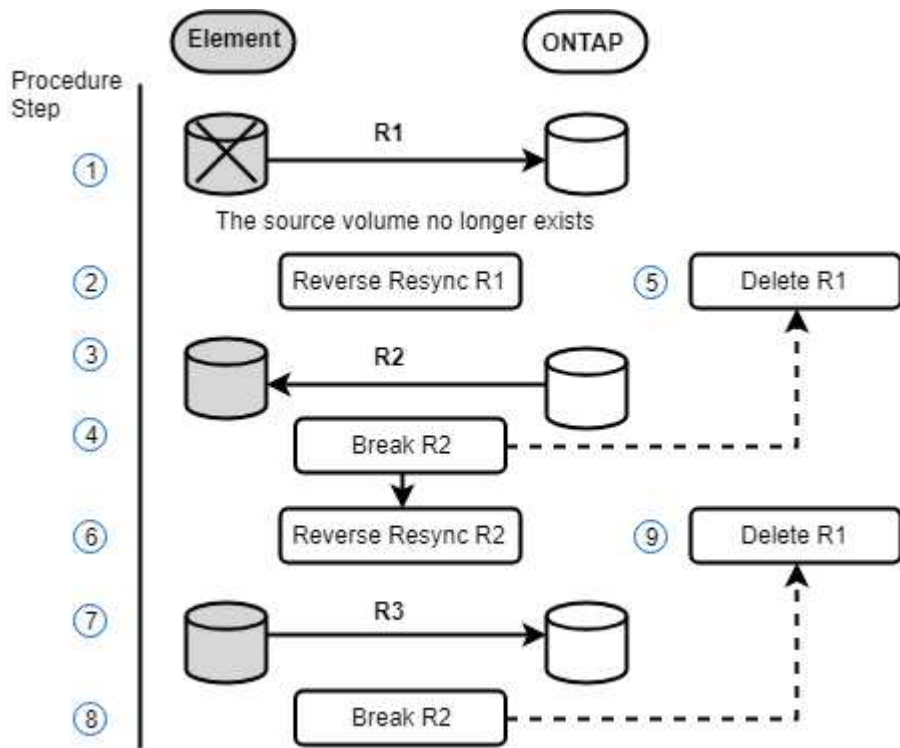 Element
ONTAP
Procedure
Step
1
R1
The source volume no longer exists
2
Reverse Resync R1
5
Delete R1
3
R2
4
Break R2
6
Reverse Resync R2
9
Delete R1
7
R3
8
Break R2